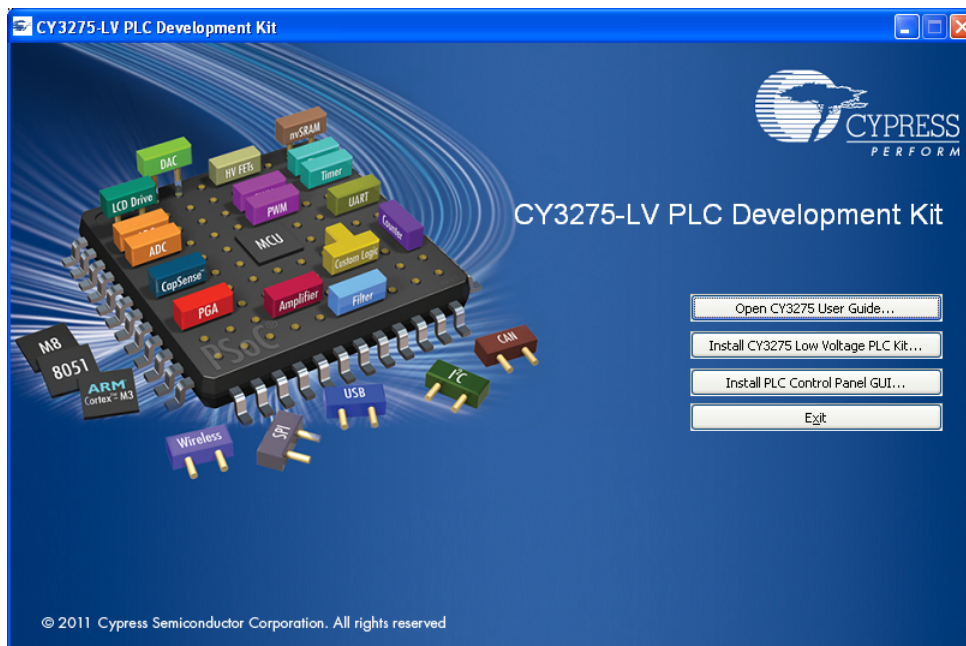 CY3275-LV PLC Development Kit
CYPRESS
PERFORM
CY3275-LV PLC Development Kit
nvSRAM
DAC
HV FETs
Timer
LCD Drive
PWM
UART
ADC
MCU
Counter
Custom Logic
CapSense™
PGA
Amplifier
Filter
PSoC
M8
8051
ARM
Cortex™-M3
CAN
I²C
USB
SPI
Wireless
Open CY3275 User Guide...
Install CY3275 Low Voltage PLC Kit...
Install PLC Control Panel GUI...
Exit
© 2011 Cypress Semiconductor Corporation. All rights reserved